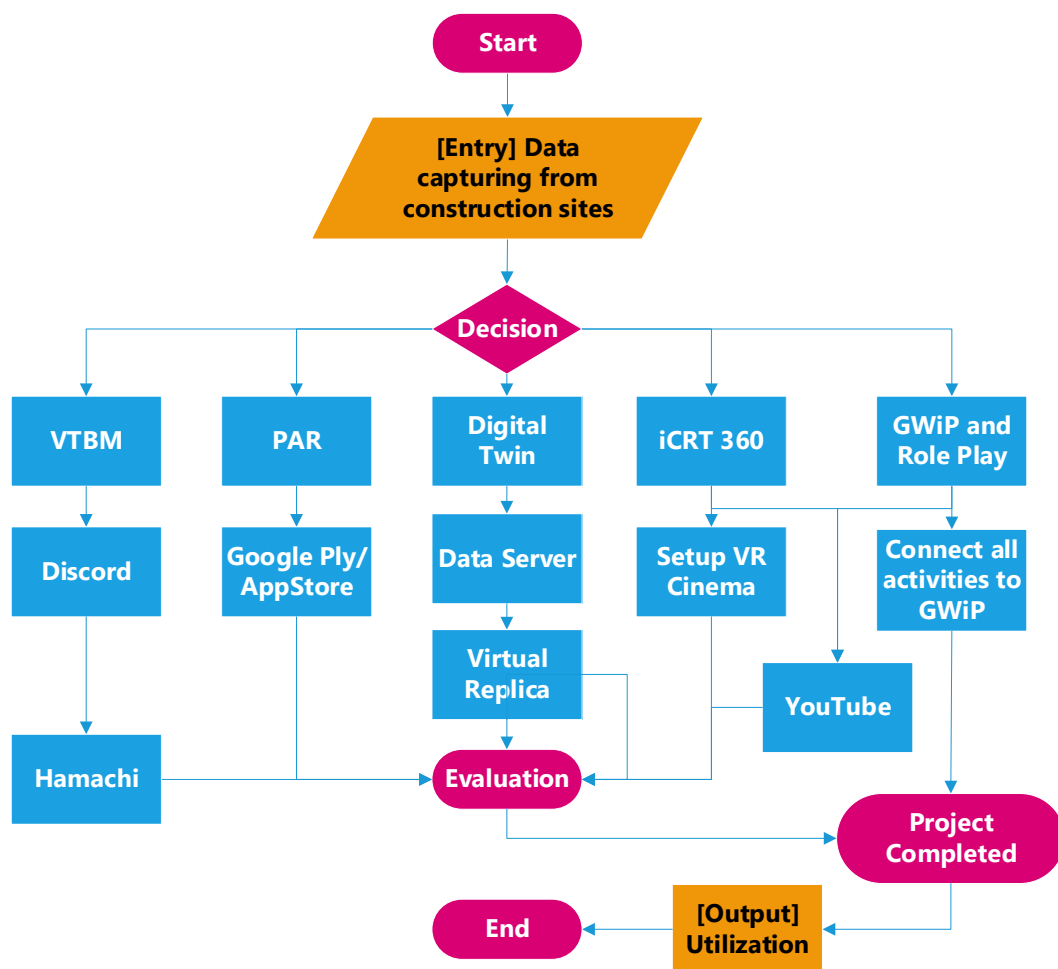 Start
[Entry] Data
capturing from
construction sites
Decision
VTBM
PAR
Digital
Twin
iCRT 360
GWiP and
Role Play
Discord
Google Ply/
AppStore
Data Server
Setup VR
Cinema
Connect all
activities to
GWiP
Virtual
Replica
YouTube
Hamachi
Evaluation
Project
Completed
End
[Output]
Utilization